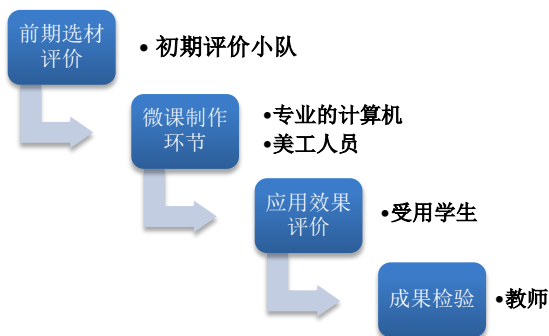 前期选材
评价
• 初期评价小队
微课制作
环节
•专业的计算机
•美工人员
应用效果
评价
•受用学生
成果检验
•教师